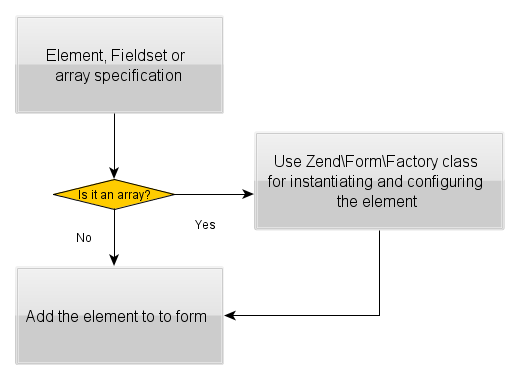 Element, Fieldset or
array specification
Is it an array?
Yes
No
Use Zend\Form\Factory class
for instantiating and configuring
the element
Add the element to to form